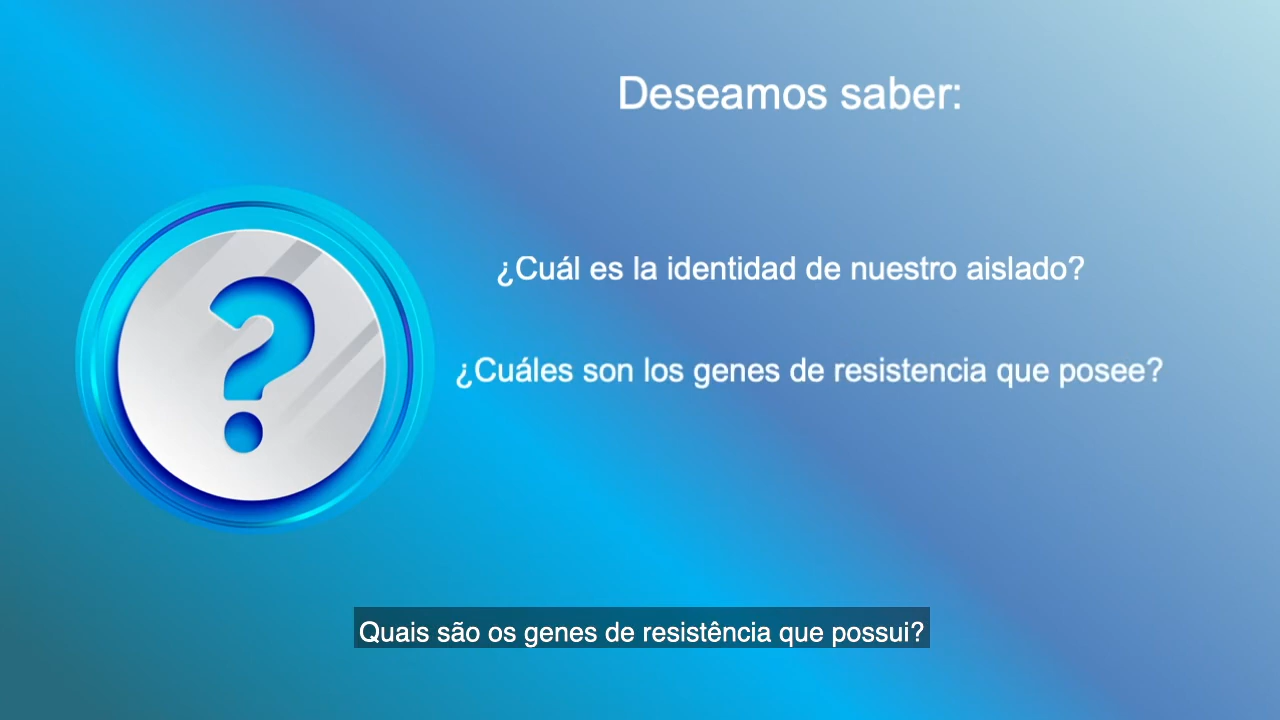 Deseamos saber:
¿Cuál es la identidad de nuestro aislado?
¿Cuáles son los genes de resistencia que posee?
Quais são os genes de resistência que possui?